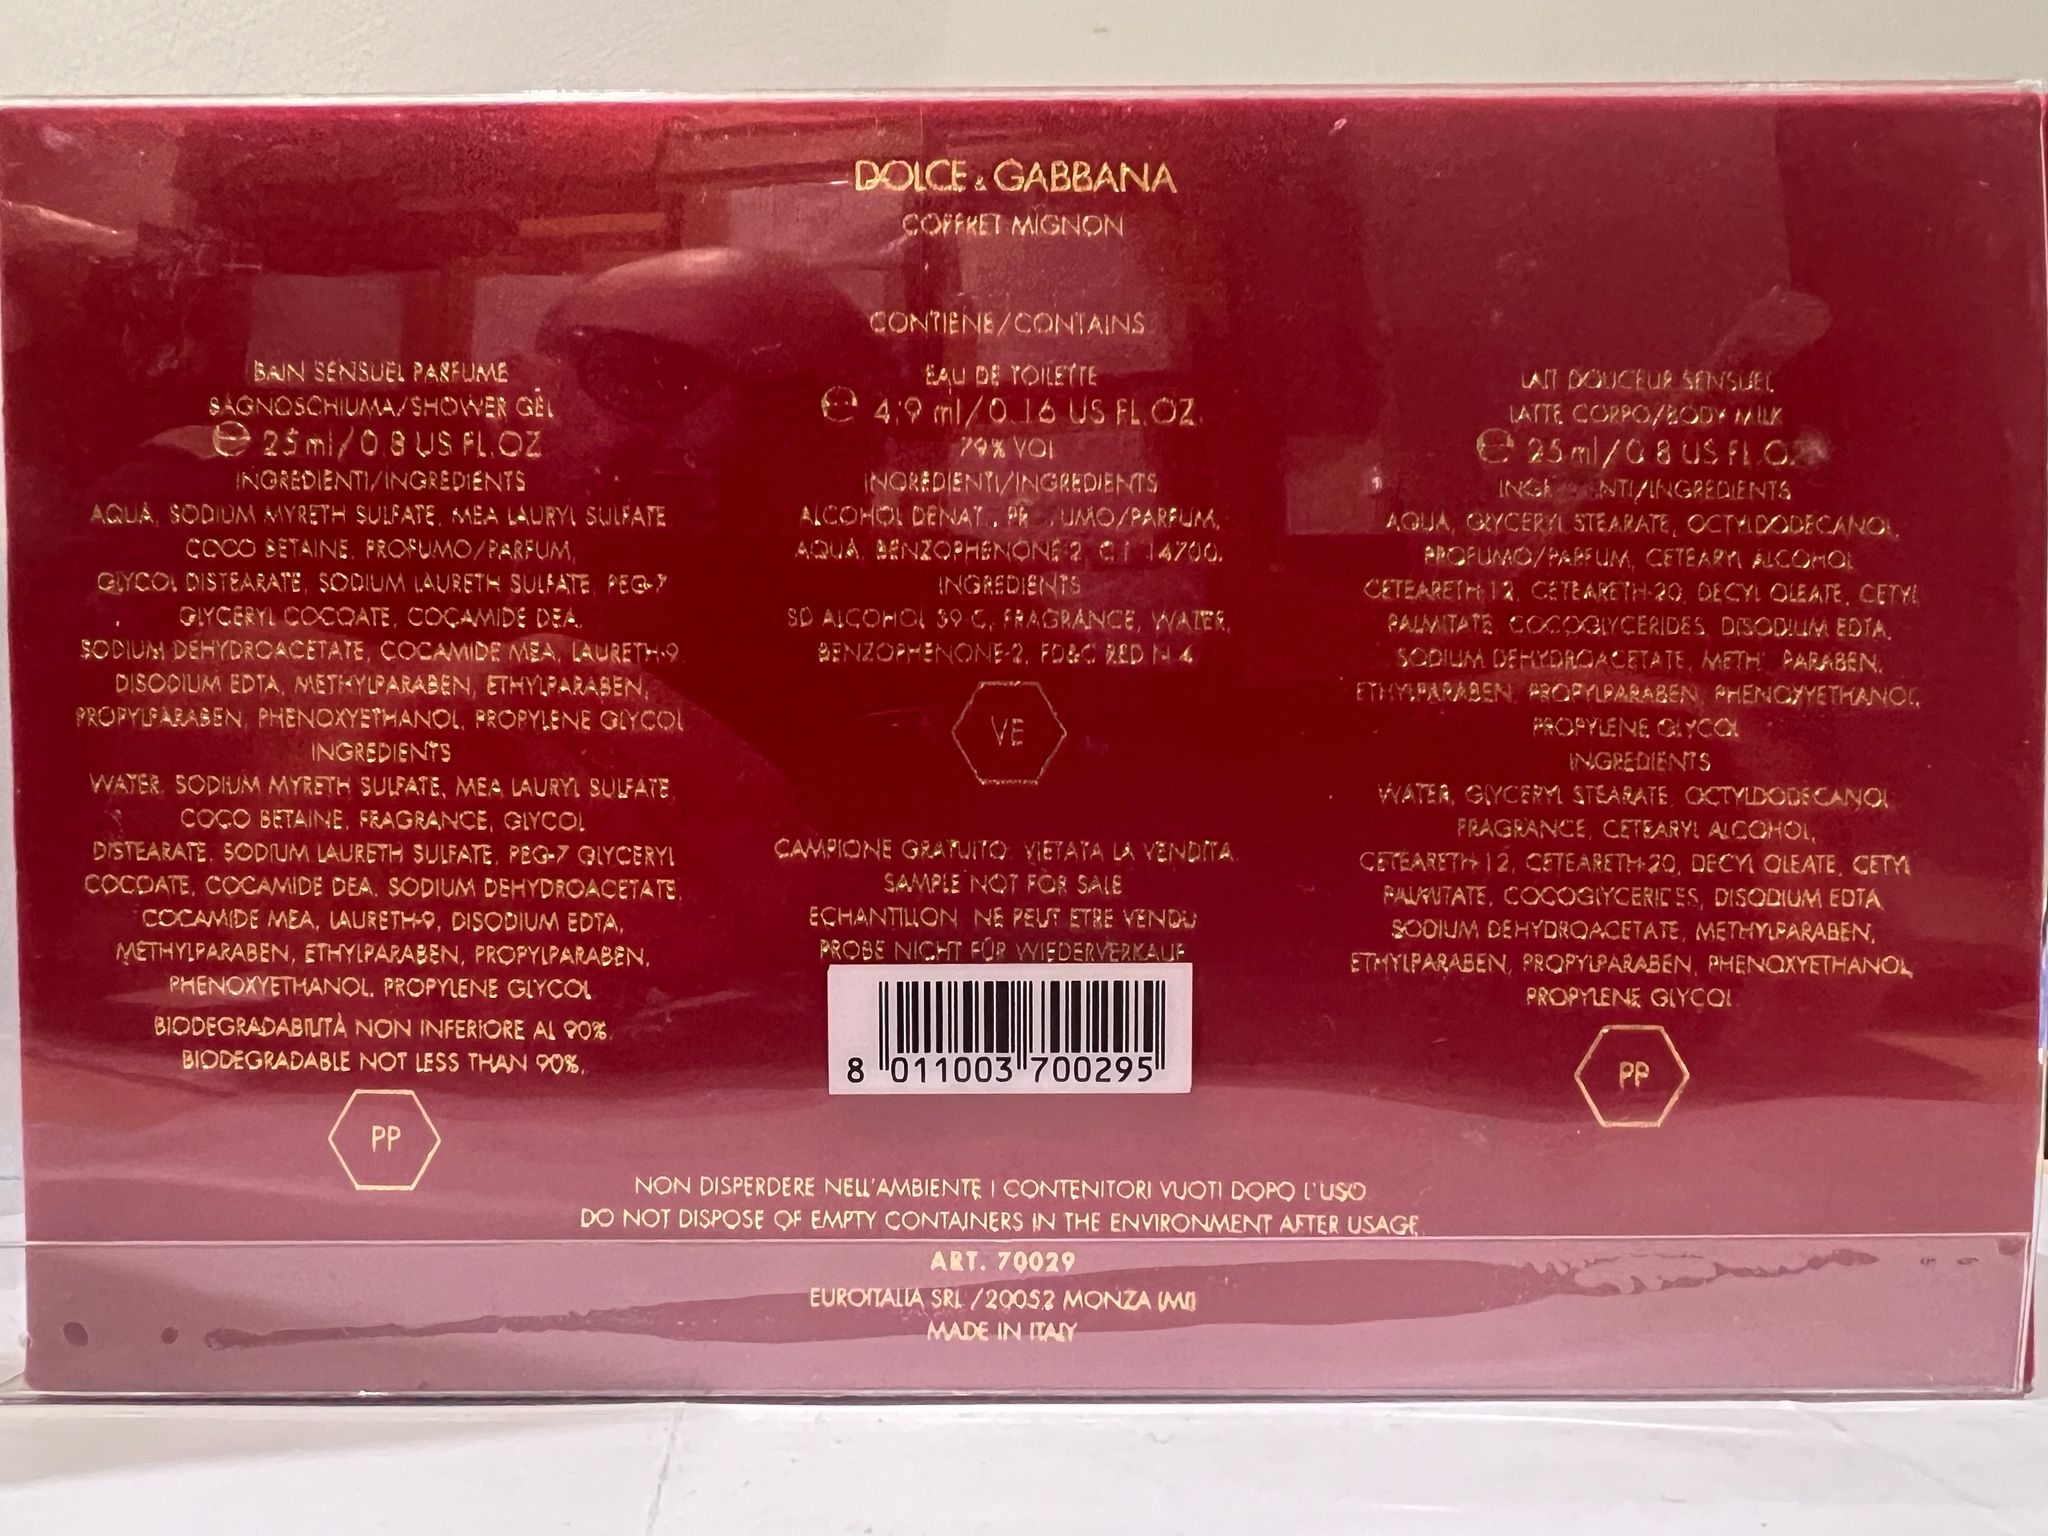 DOLCE & GABBANA
COFFRET MIGNON
CONTIENE/CONTAINS
BAIN SENSUEL PARFUME
BAGNOSCHIUMA/SHOWER GEL
℮ 25 ml/0.8 US FL.OZ
INGREDIENTI/INGREDIENTS
AQUA, SODIUM MYRETH SULFATE, MEA LAURYL SULFATE
COCO BETAINE, PROFUMO/PARFUM,
GLYCOL DISTEARATE, SODIUM LAURETH SULFATE, PEG-7
GLYCERYL COCOATE, COCAMIDE DEA,
SODIUM DEHYDROACETATE, COCAMIDE MEA, LAURETH-9,
DISODIUM EDTA, METHYLPARABEN, ETHYLPARABEN,
PROPYLPARABEN, PHENOXYETHANOL, PROPYLENE GLYCOL
INGREDIENTS
WATER, SODIUM MYRETH SULFATE, MEA LAURYL SULFATE,
COCO BETAINE, FRAGRANCE, GLYCOL
DISTEARATE, SODIUM LAURETH SULFATE, PEG-7 GLYCERYL
COCOATE, COCAMIDE DEA, SODIUM DEHYDROACETATE,
COCAMIDE MEA, LAURETH-9, DISODIUM EDTA,
METHYLPARABEN, ETHYLPARABEN, PROPYLPARABEN,
PHENOXYETHANOL, PROPYLENE GLYCOL
BIODEGRADABILITÀ NON INFERIORE AL 90%.
BIODEGRADABLE NOT LESS THAN 90%.
PP
EAU DE TOILETTE
℮ 4.9 ml/0.16 US FL.OZ.
79% VOL
INGREDIENTI/INGREDIENTS
ALCOHOL DENAT., /PARFUM,
AQUA, BENZOPHENONE-2, C.I. 14700.
INGREDIENTS
SD ALCOHOL 39-C, FRAGRANCE, WATER,
BENZOPHENONE-2, FD&C RED N.4
VE
CAMPIONE GRATUITO. VIETATA LA VENDITA.
SAMPLE NOT FOR SALE
ECHANTILLON. NE PEUT ETRE VENDU
PROBE NICHT FÜR WIEDERVERKAUF
8 011003 700295
LAIT DOUCEUR SENSUEL
LATTE CORPO/BODY MILK
℮ 25 ml/0.8 US FL.OZ
/INGREDIENTS
AQUA, GLYCERYL STEARATE, OCTYLDODECANOL,
PROFUMO/PARFUM, CETEARYL ALCOHOL
CETEARETH-12, CETEARETH-20, DECYL OLEATE, CETYL
PALMITATE, COCOGLYCERIDES, DISODIUM EDTA,
SODIUM DEHYDROACETATE, PARABEN,
ETHYLPARABEN, PROPYLPARABEN, PHENOXYETHANOL,
PROPYLENE GLYCOL
INGREDIENTS
WATER, GLYCERYL STEARATE, OCTYLDODECANOL
FRAGRANCE, CETEARYL ALCOHOL,
CETEARETH-12, CETEARETH-20, DECYL OLEATE, CETYL
PALMITATE, COCOGLYCERIDES, DISODIUM EDTA,
SODIUM DEHYDROACETATE, METHYLPARABEN,
ETHYLPARABEN, PROPYLPARABEN, PHENOXYETHANOL,
PROPYLENE GLYCOL
PP
NON DISPERDERE NELL'AMBIENTE I CONTENITORI VUOTI DOPO L'USO.
DO NOT DISPOSE OF EMPTY CONTAINERS IN THE ENVIRONMENT AFTER USAGE.
ART. 70029
EUROITALIA SRL /20052 MONZA (MI)
MADE IN ITALY